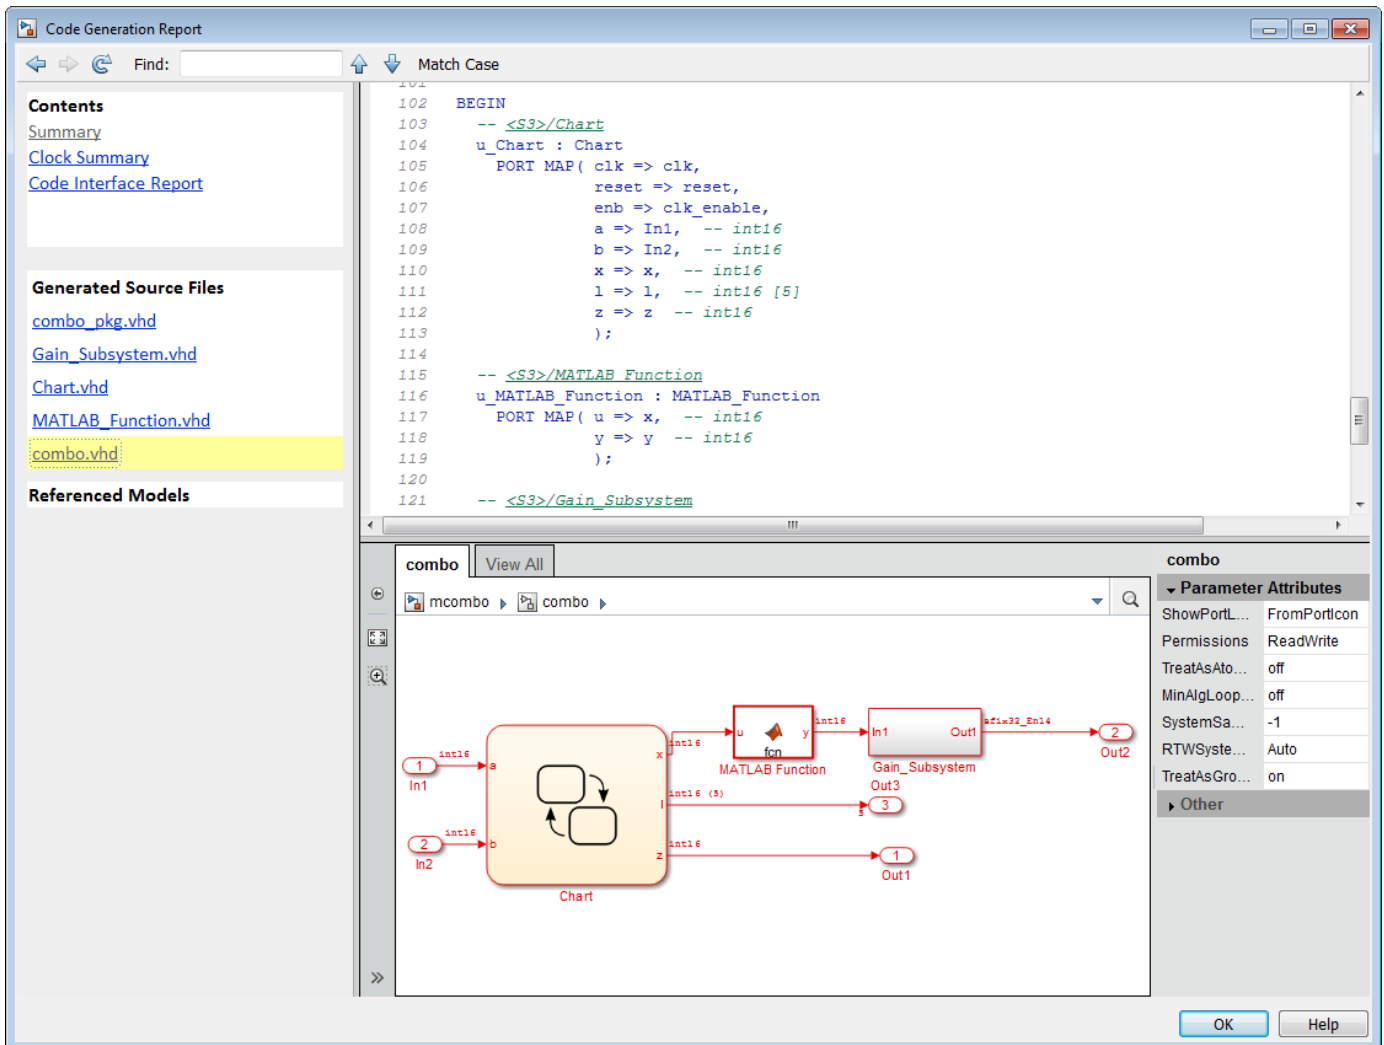 Code Generation Report
Find:
Match Case
Contents
Summary
Clock Summary
Code Interface Report
Generated Source Files
combo_pkg.vhd
Gain_Subsystem.vhd
Chart.vhd
MATLAB_Function.vhd
combo.vhd
Referenced Models
101
102 BEGIN
103 -- <S3>/Chart
104 u_Chart : Chart
105 PORT MAP( clk => clk,
106 reset => reset,
107 enb => clk_enable,
108 a => In1, -- int16
109 b => In2, -- int16
110 x => x, -- int16
111 l => l, -- int16 [5]
112 z => z -- int16
113 );
114
115 -- <S3>/MATLAB Function
116 u_MATLAB_Function : MATLAB_Function
117 PORT MAP( u => x, -- int16
118 y => y -- int16
119 );
120
121 -- <S3>/Gain_Subsystem
combo View All
mcombo combo
int16
1
In1
int16
2
In2
a
b
x
l
z
Chart
int16
int16 (5)
int16
u y
fcn
MATLAB Function
int16
In1 Out1
Gain_Subsystem
sfix32_En14
2
Out2
Out3
5
3
1
Out1
combo
Parameter Attributes
ShowPortL... FromPortIcon
Permissions ReadWrite
TreatAsAto... off
MinAlgLoop... off
SystemSa... -1
RTWSyste... Auto
TreatAsGro... on
Other
OK Help